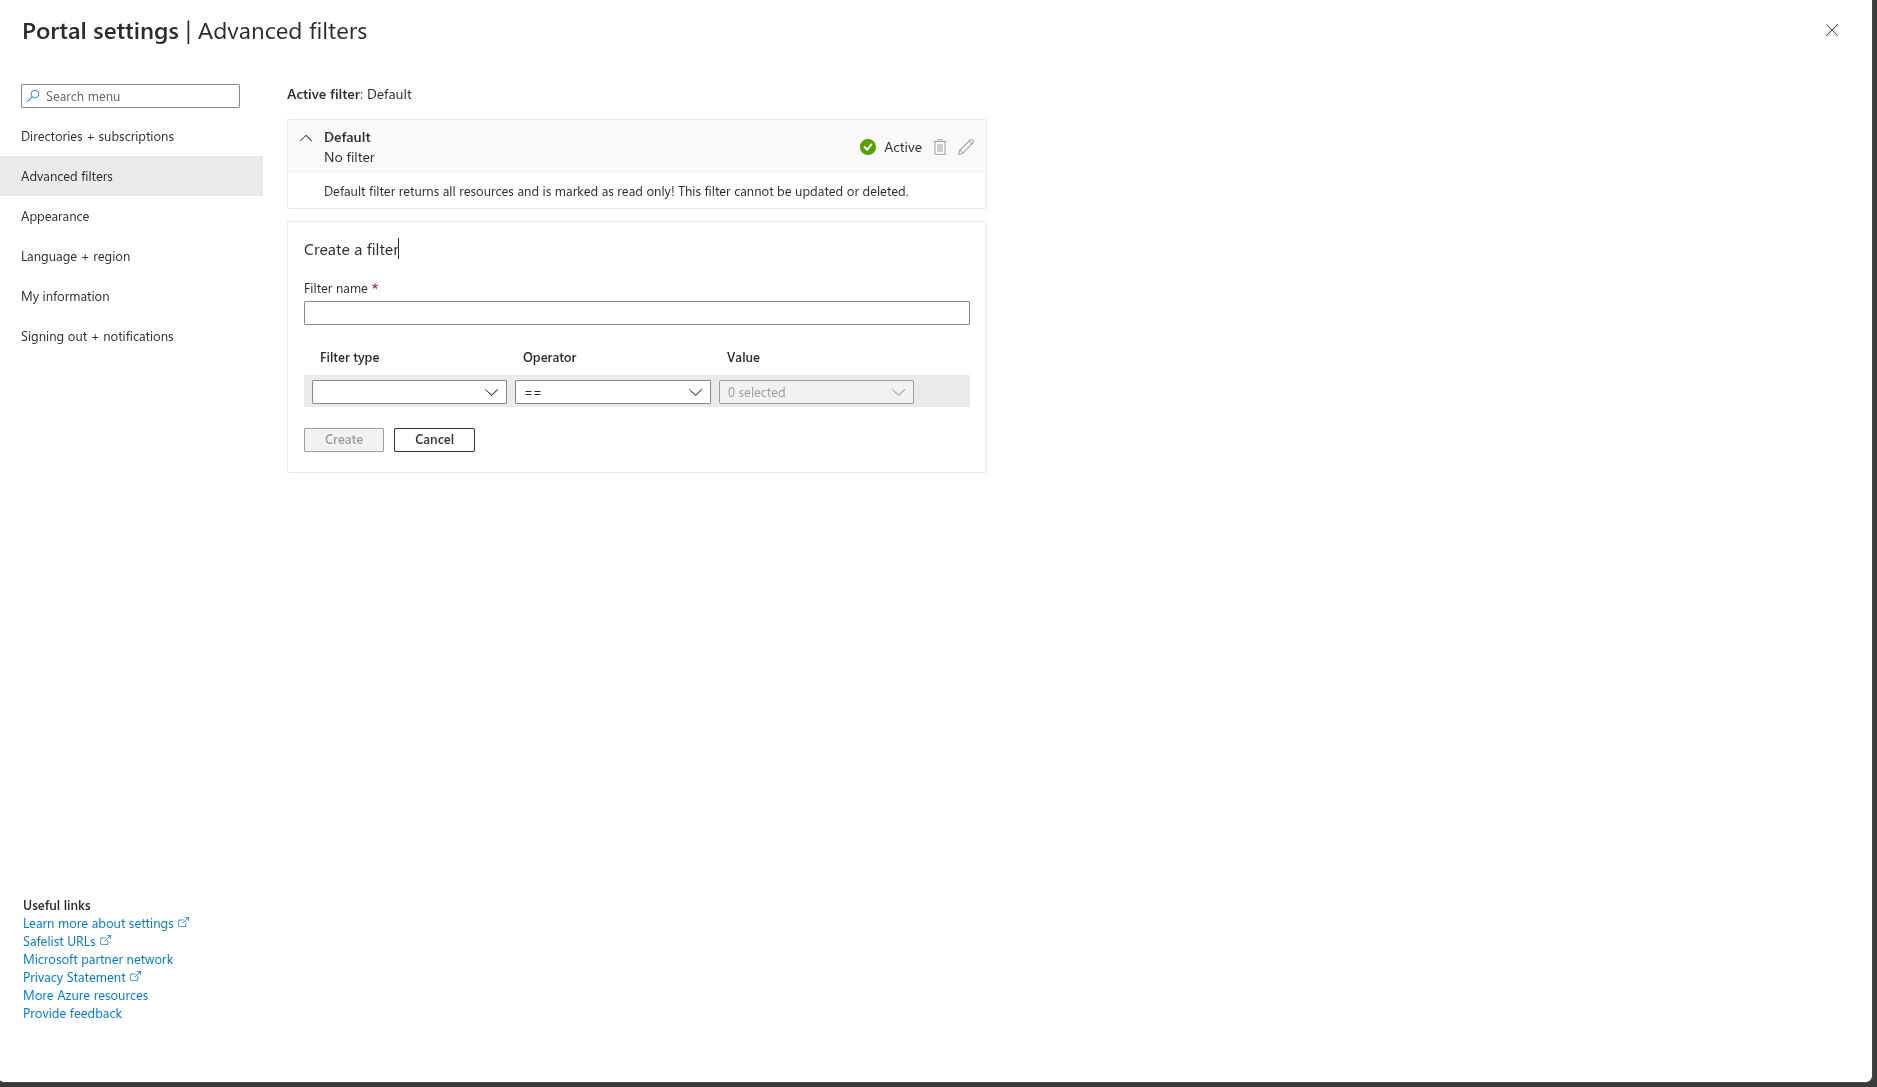 Portal settings | Advanced filters
Search menu
Directories + subscriptions
Advanced filters
Appearance
Language + region
My information
Signing out + notifications
Active filter: Default
Default
No filter
Active
Default filter returns all resources and is marked as read only! This filter cannot be updated or deleted.
Create a filter
Filter name *
Filter type Operator Value
== 0 selected
Create Cancel
Useful links
Learn more about settings
Safelist URLs
Microsoft partner network
Privacy Statement
More Azure resources
Provide feedback